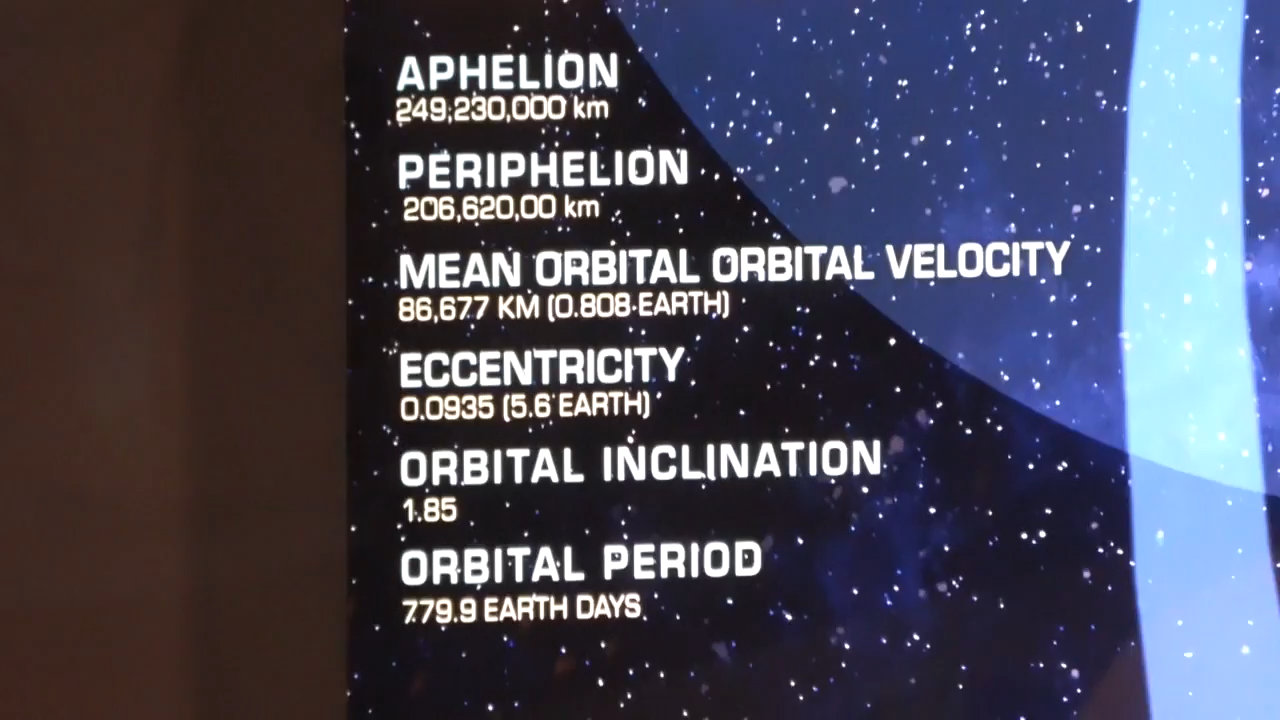 APHELION
249,230,000 km
PERIPHELION
206,620,00 km
MEAN ORBITAL ORBITAL VELOCITY
86,677 KM (0.808 EARTH)
ECCENTRICITY
0.0935 (5.6 EARTH)
ORBITAL INCLINATION
1.85
ORBITAL PERIOD
779.9 EARTH DAYS